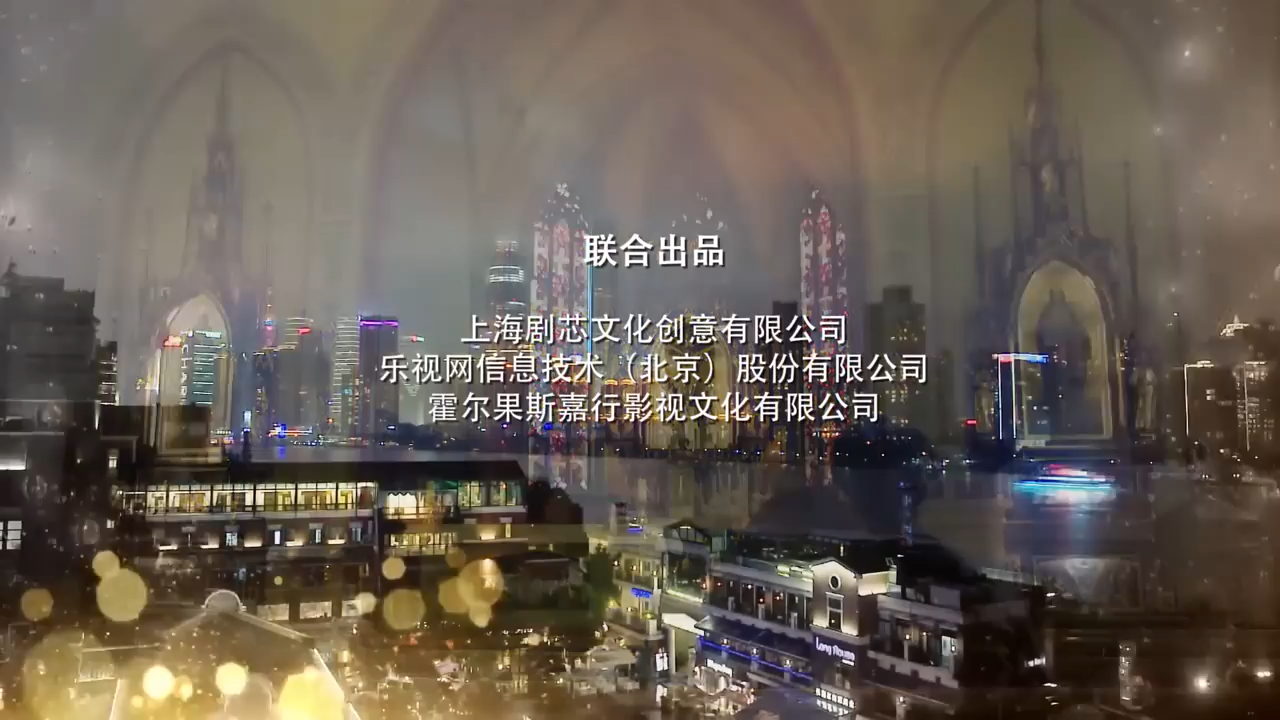 联合出品
上海剧芯文化创意有限公司
乐视网信息技术（北京）股份有限公司
霍尔果斯嘉行影视文化有限公司